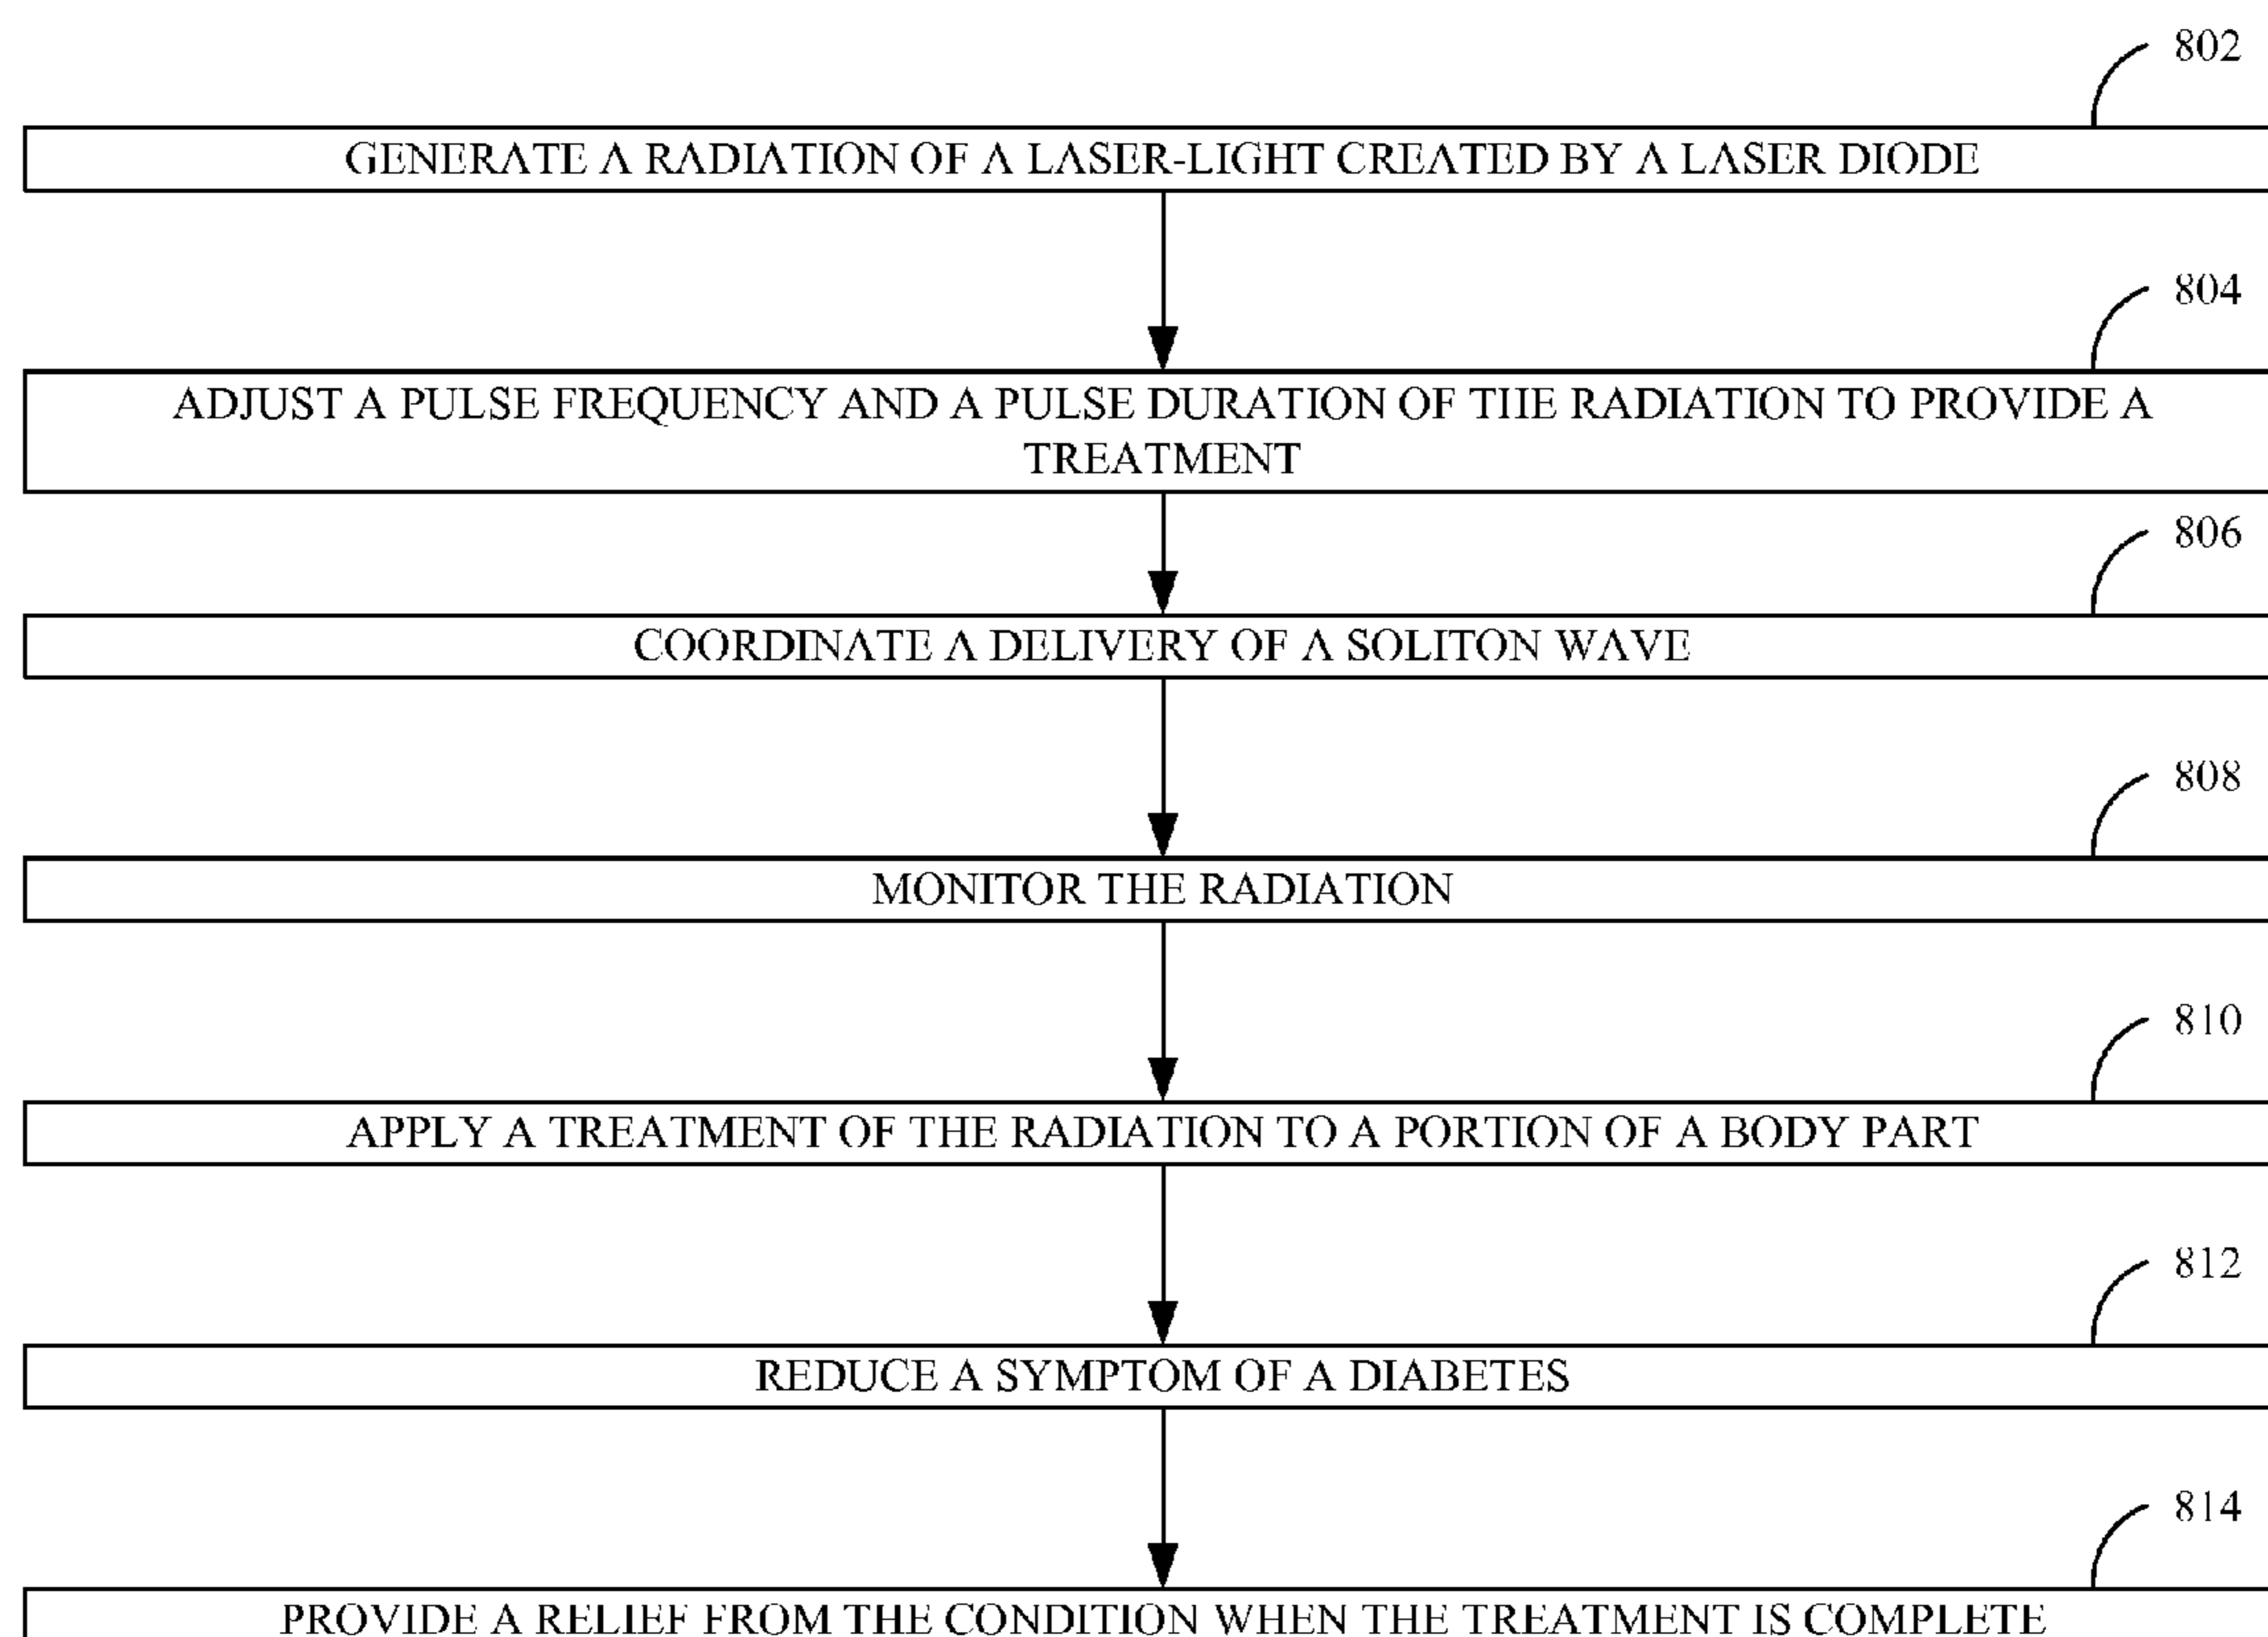 802
GENERATE A RADIATION OF A LASER-LIGHT CREATED BY A LASER DIODE
804
ADJUST A PULSE FREQUENCY AND A PULSE DURATION OF THE RADIATION TO PROVIDE A
TREATMENT
806
COORDINATE A DELIVERY OF A SOLITON WAVE
808
MONITOR THE RADIATION
810
APPLY A TREATMENT OF THE RADIATION TO A PORTION OF A BODY PART
812
REDUCE A SYMPTOM OF A DIABETES
814
PROVIDE A RELIEF FROM THE CONDITION WHEN THE TREATMENT IS COMPLETE